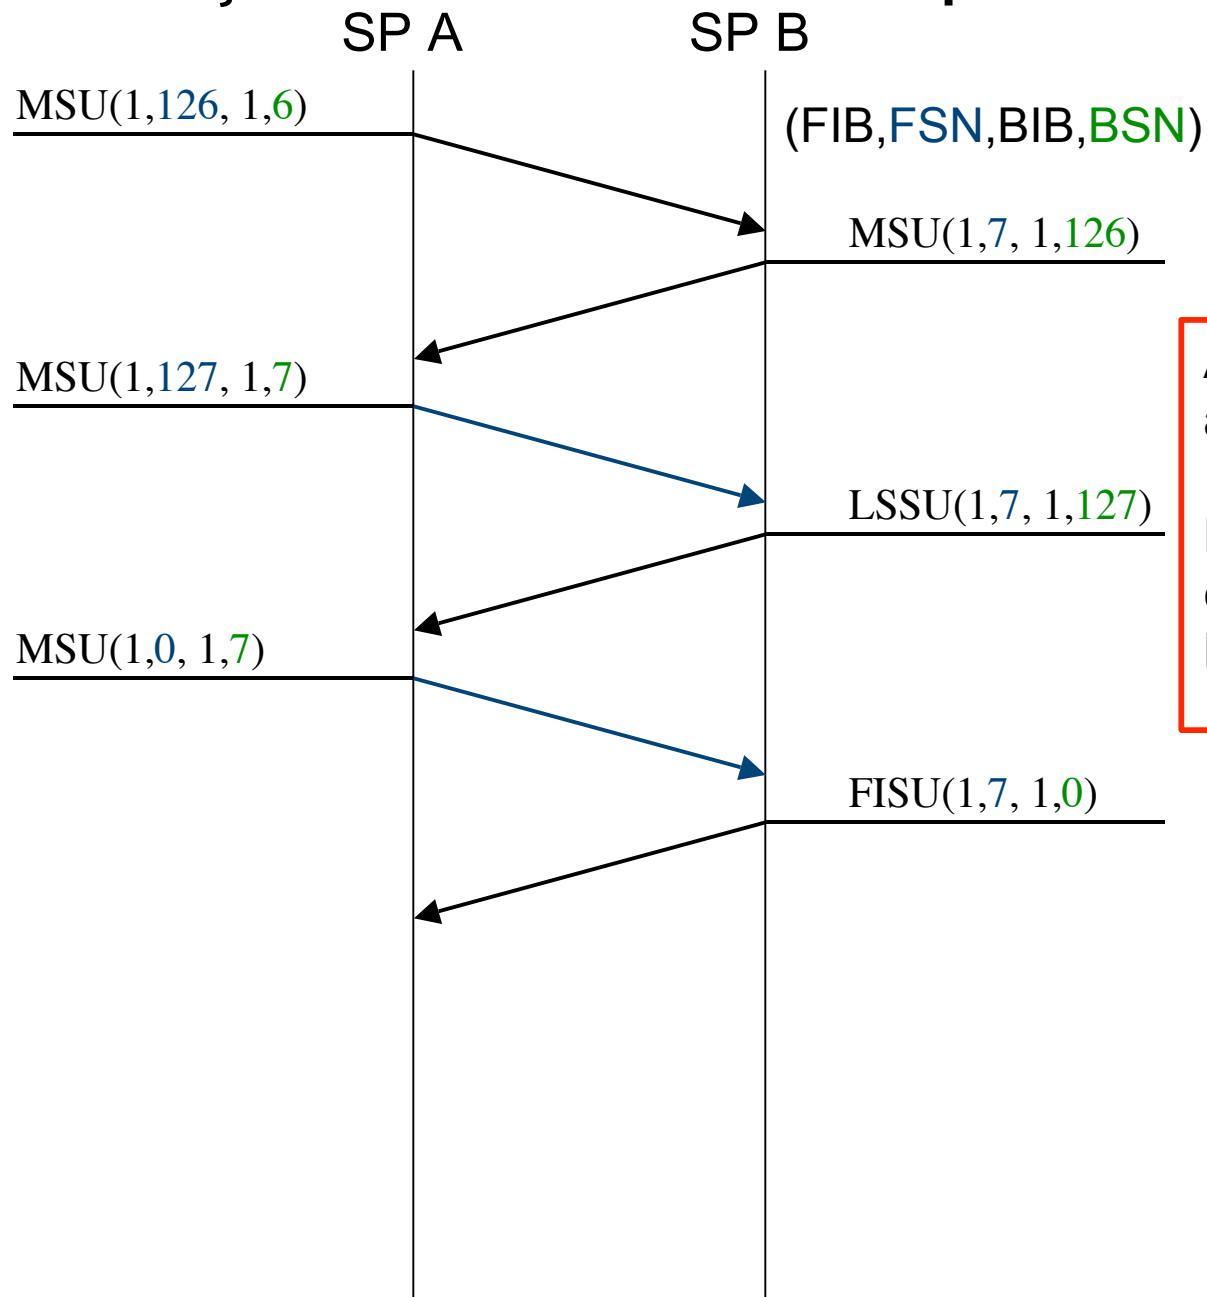 SP A SP B
MSU(1,126, 1,6)
(FIB,FSN,BIB,BSN)
MSU(1,7, 1,126)
MSU(1,127, 1,7)
LSSU(1,7, 1,127)
MSU(1,0, 1,7)
FISU(1,7, 1,0)